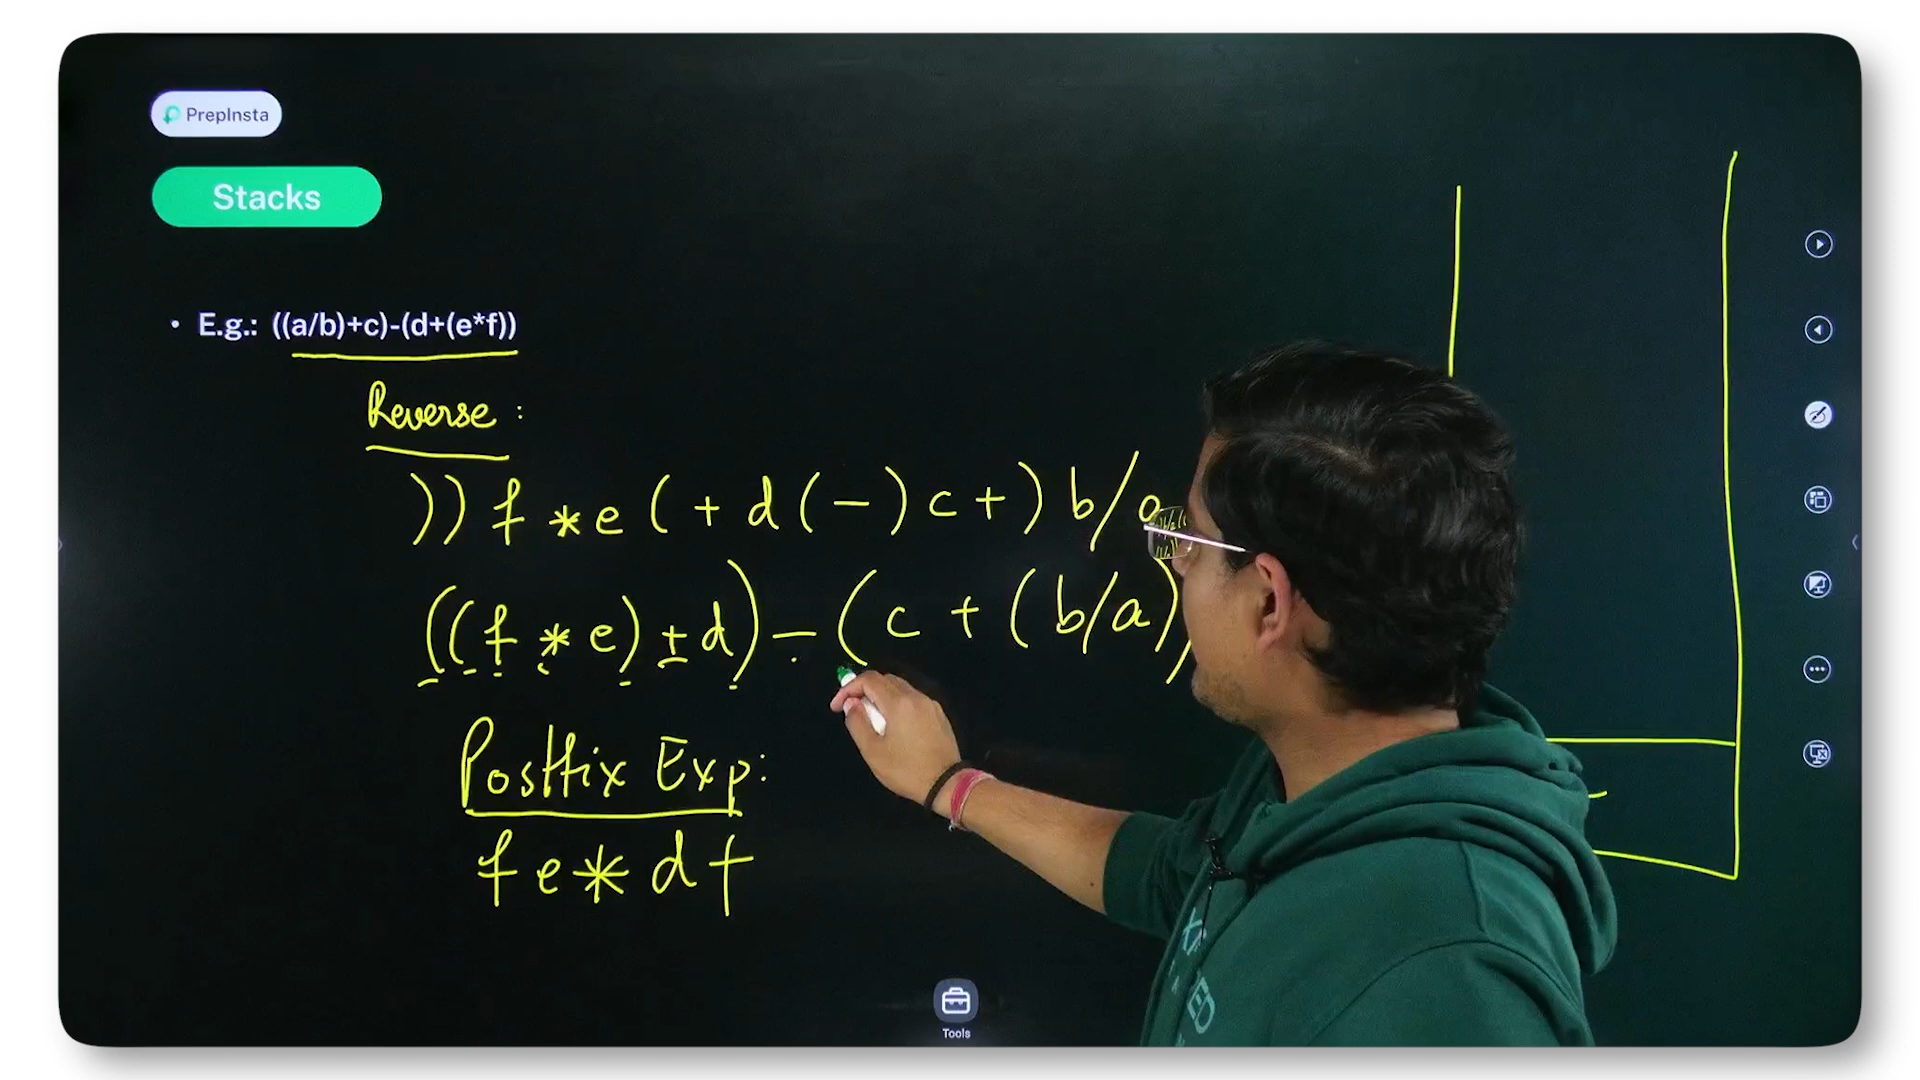 PrepInsta
Stacks
• E.g.: ((a/b)+c)-(d+(e*f))
Reverse :
))f*e(+d(-)c+)b/a
((f*e)+d)-(c+(b/a)
Postfix Exp:
fe*d+
Tools